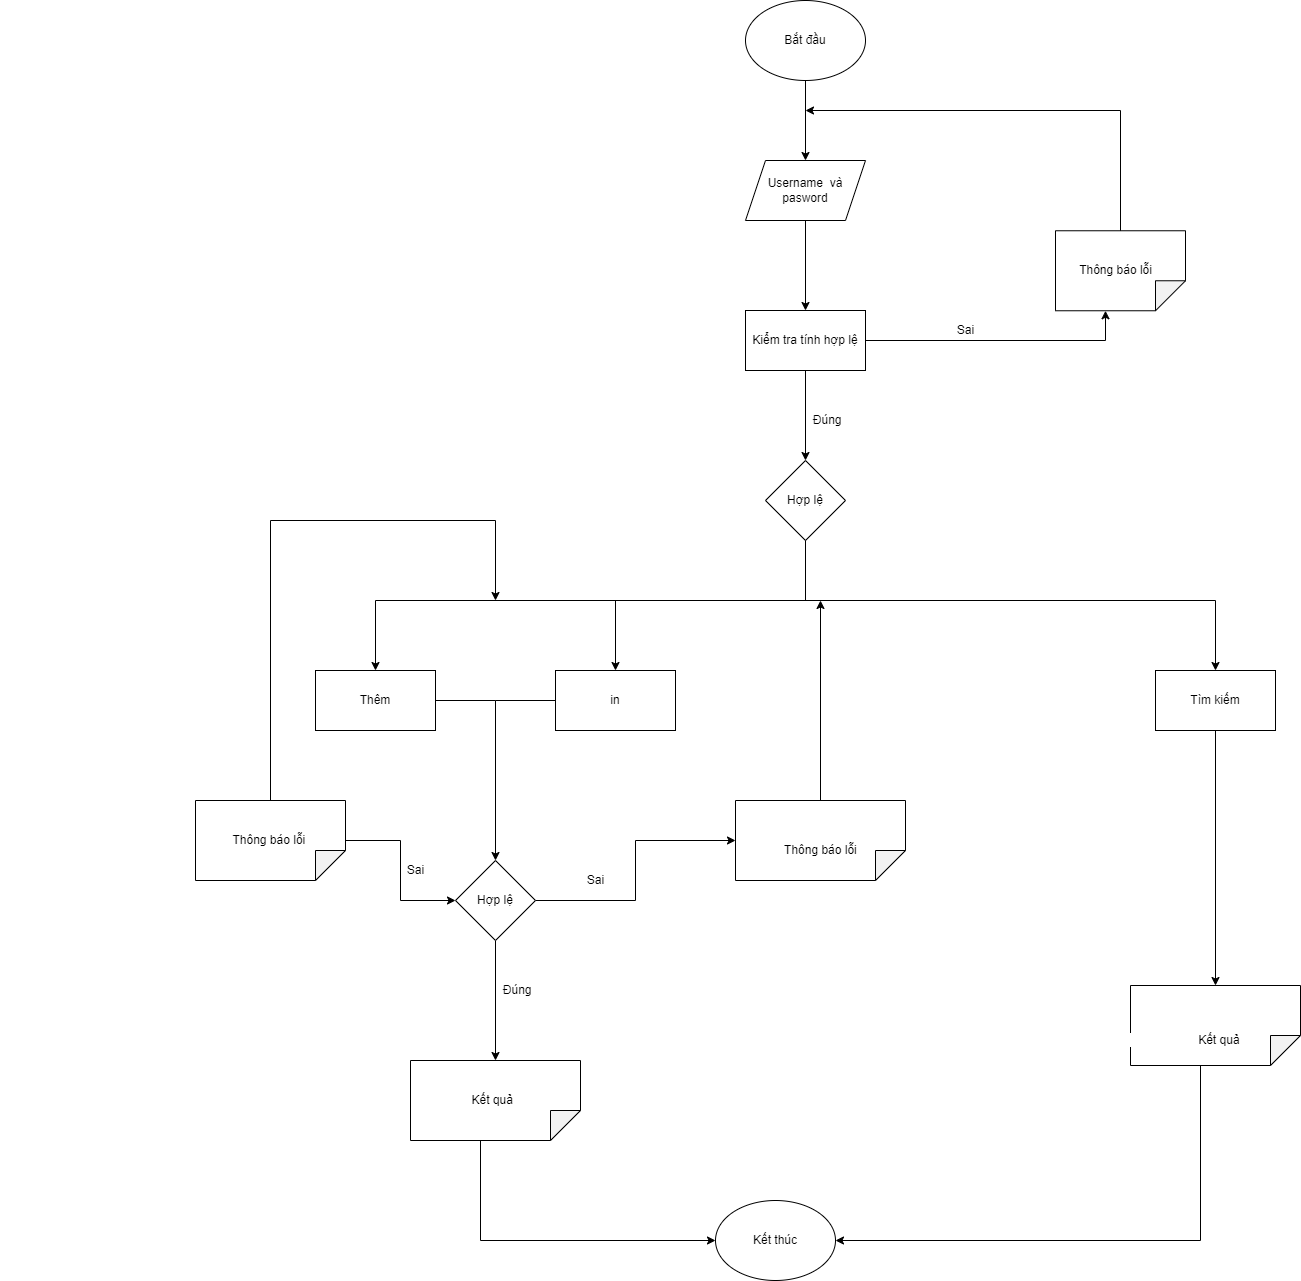 Bắt đầu
Username và
pasword
Thông báo lỗi
Kiểm tra tính hợp lệ
Sai
Đúng
Hợp lệ
Thêm
in
Tìm kiếm
Thông báo lỗi
Thông báo lỗi
Sai
Sai
Hợp lệ
Đúng
Kết quả
Kết quả
Kết thúc